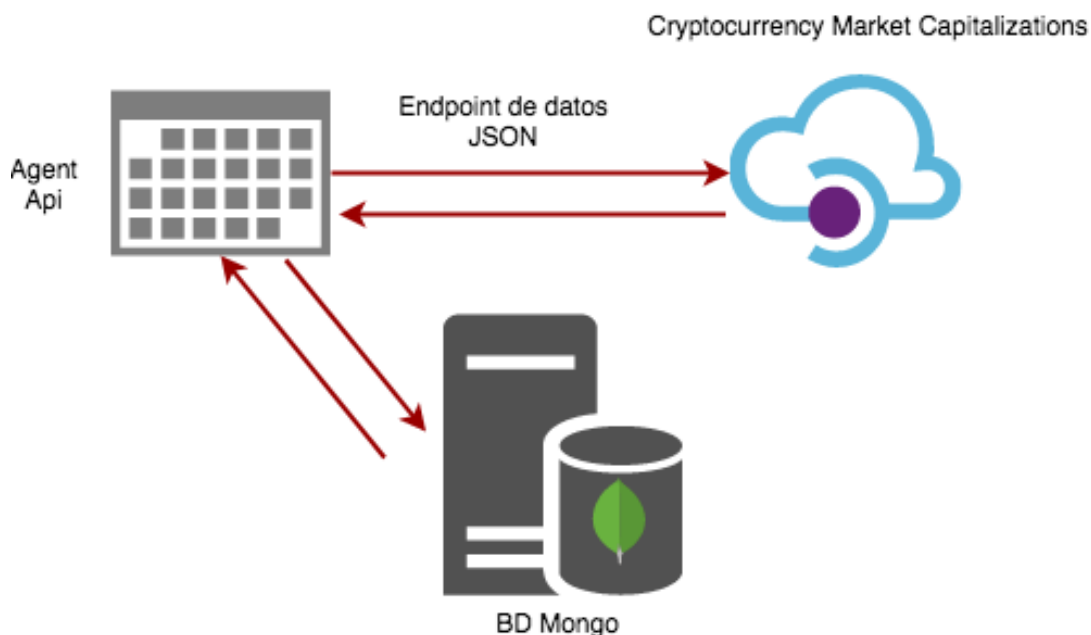 Cryptocurrency Market Capitalizations
Endpoint de datos
JSON
Agent
Api
BD Mongo